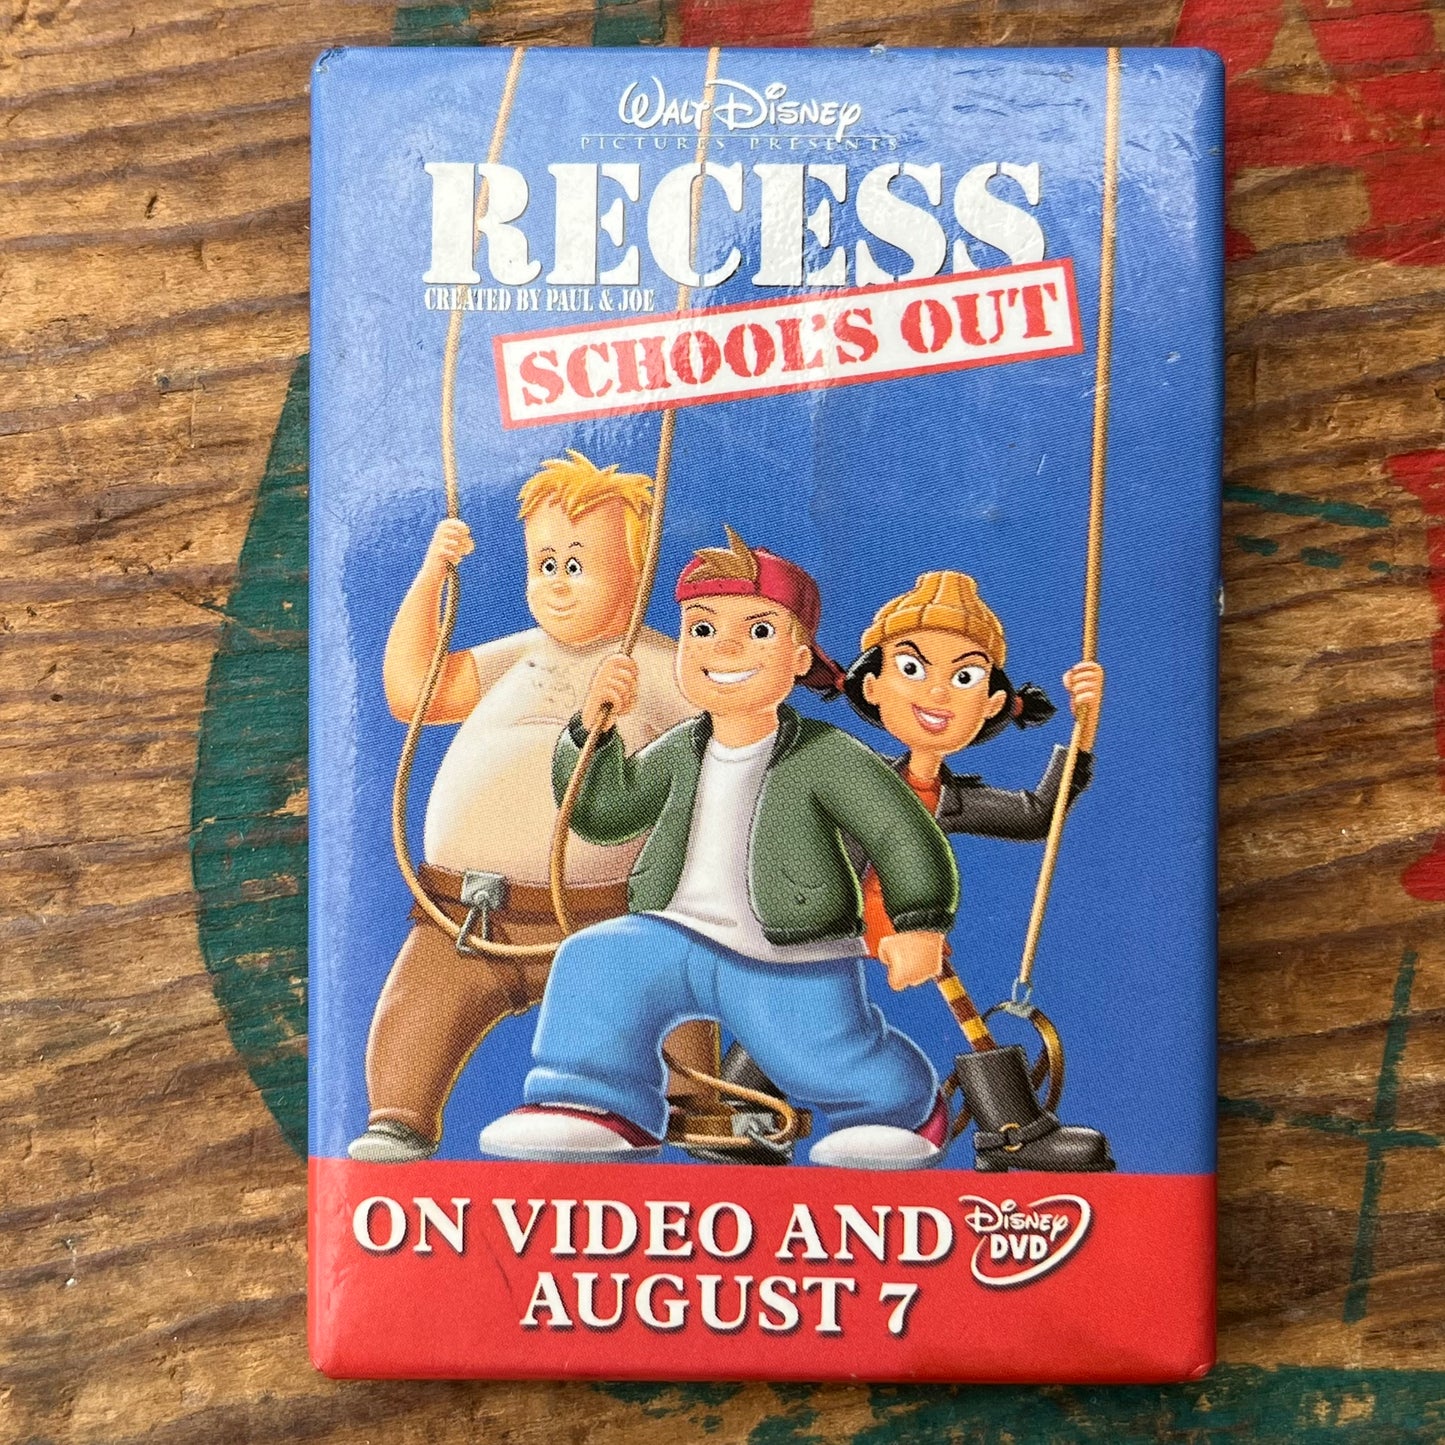 WALT DISNEY
PICTURES PRESENTS
RECESS
CREATED BY PAUL & JOE
SCHOOL'S OUT
ON VIDEO AND DISNEY DVD
AUGUST 7